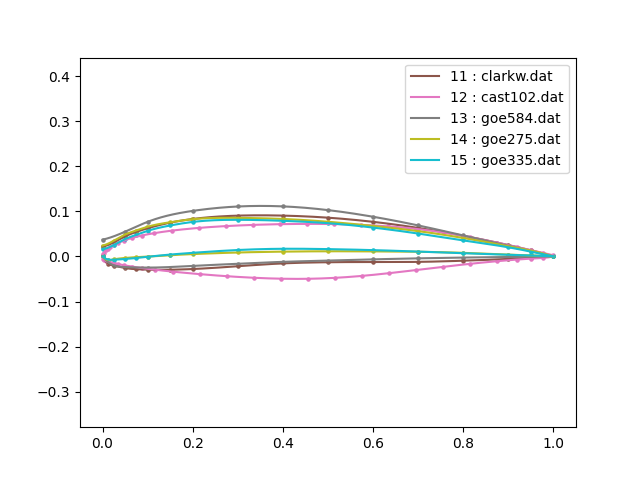 11 : clarkw.dat
12 : cast102.dat
13 : goe584.dat
14 : goe275.dat
15 : goe335.dat
0.4
0.3
0.2
0.1
0.0
−0.1
−0.2
−0.3
0.0 0.2 0.4 0.6 0.8 1.0